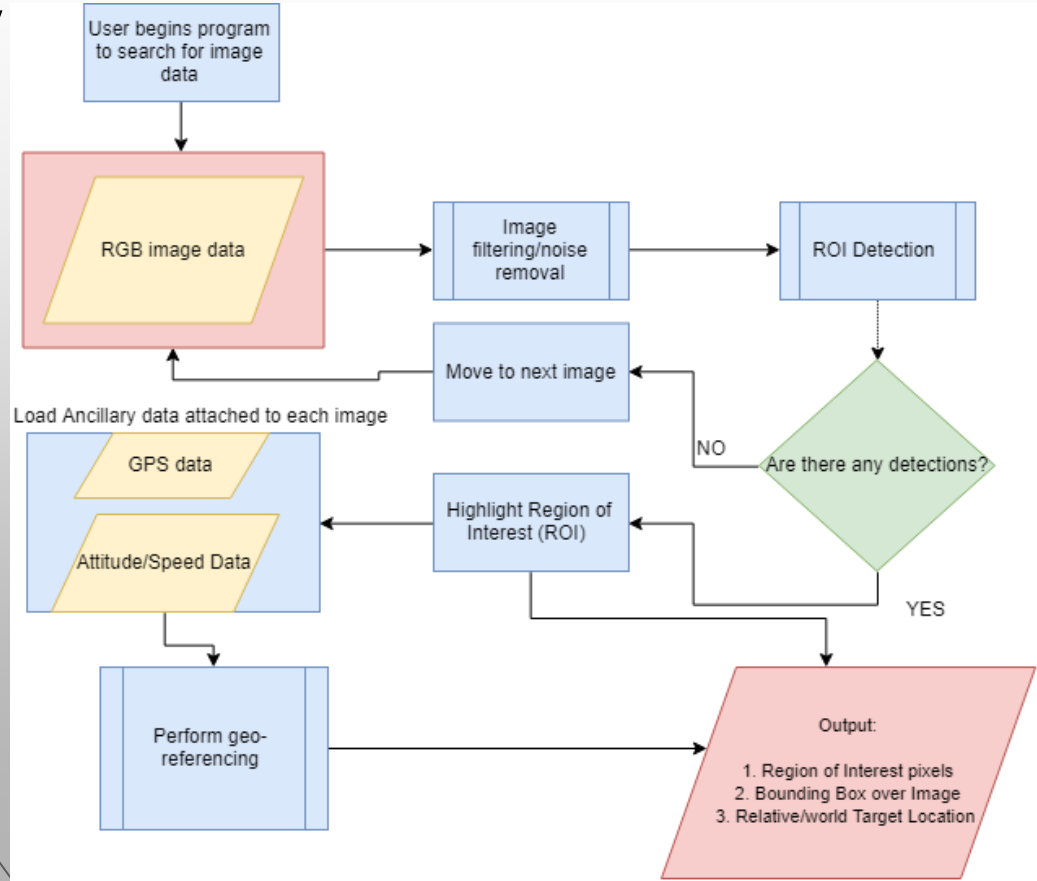 User begins program
to search for image
data
RGB image data
Image
filtering/noise
removal
ROI Detection
Move to next image
Are there any detections?
NO
YES
Load Ancillary data attached to each image
GPS data
Attitude/Speed Data
Highlight Region of
Interest (ROI)
Perform geo-
referencing
Output:
1. Region of Interest pixels
2. Bounding Box over Image
3. Relative/world Target Location